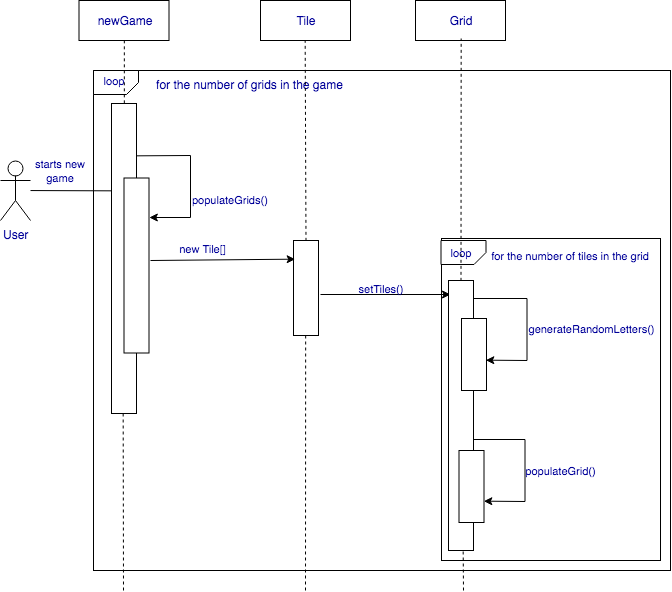 newGame
Tile
Grid
loop
for the number of grids in the game
starts new
game
User
populateGrids()
new Tile[]
loop
for the number of tiles in the grid
setTiles()
generateRandomLetters()
populateGrid()